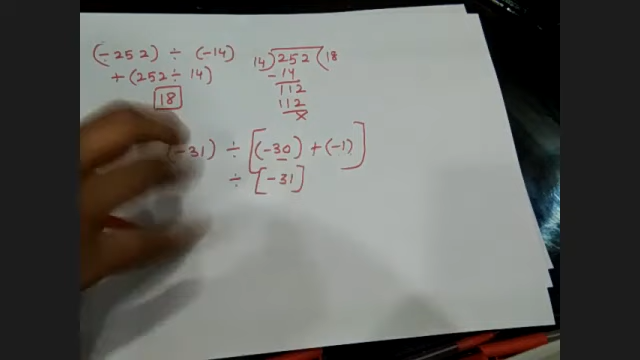 (-252) ÷ (-14)
+(252 ÷ 14)
18
14)252(18
-14
112
112
x
-31) ÷ [(-30) + (-1)]
÷ [-31]